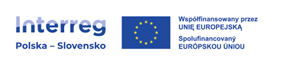 Interreg
Polska – Slovensko
Współfinansowany przez
UNIĘ EUROPEJSKĄ
Spolufinancovaný
EURÓPSKOU ÚNIOU